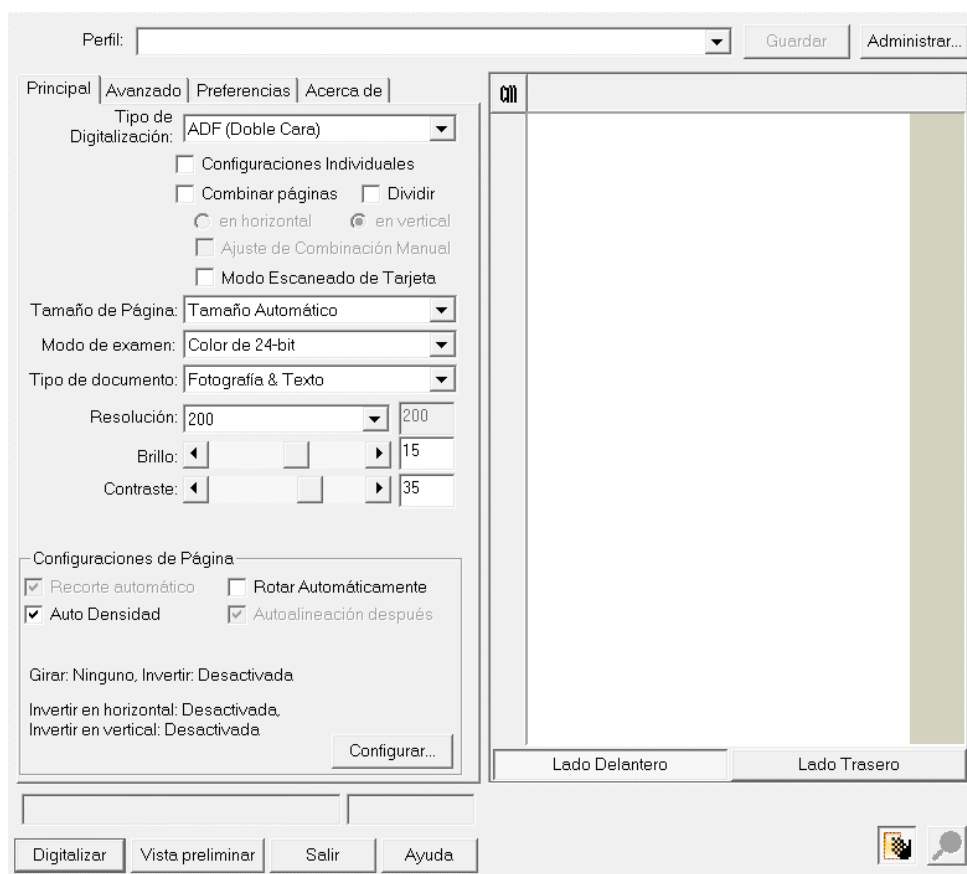 Perfil:
Guardar
Administrar...
Principal
Avanzado
Preferencias
Acerca de
cm
Tipo de
Digitalización:
ADF (Doble Cara)
Configuraciones Individuales
Combinar páginas
Dividir
en horizontal
en vertical
Ajuste de Combinación Manual
Modo Escaneado de Tarjeta
Tamaño de Página: Tamaño Automático
Modo de examen: Color de 24-bit
Tipo de documento: Fotografía & Texto
Resolución: 200 200
Brillo: 15
Contraste: 35
Configuraciones de Página
Recorte automático
Rotar Automáticamente
Auto Densidad
Autoalineación después
Girar: Ninguno, Invertir: Desactivada
Invertir en horizontal: Desactivada,
Invertir en vertical: Desactivada
Configurar...
Lado Delantero
Lado Trasero
Digitalizar
Vista preliminar
Salir
Ayuda